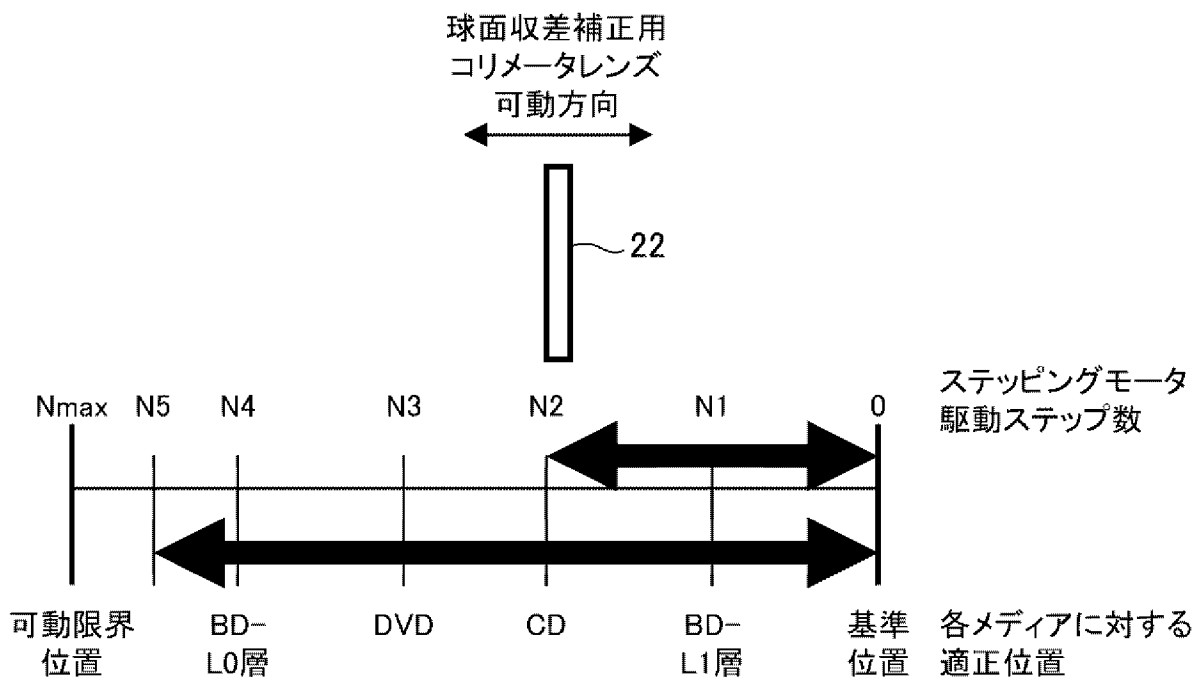 球面収差補正用
コリメータレンズ
可動方向
22
Nmax N5 N4 N3 N2 N1 0
ステッピングモータ
駆動ステップ数
可動限界
位置
BD-
L0層
DVD
CD
BD-
L1層
基準
位置
各メディアに対する
適正位置